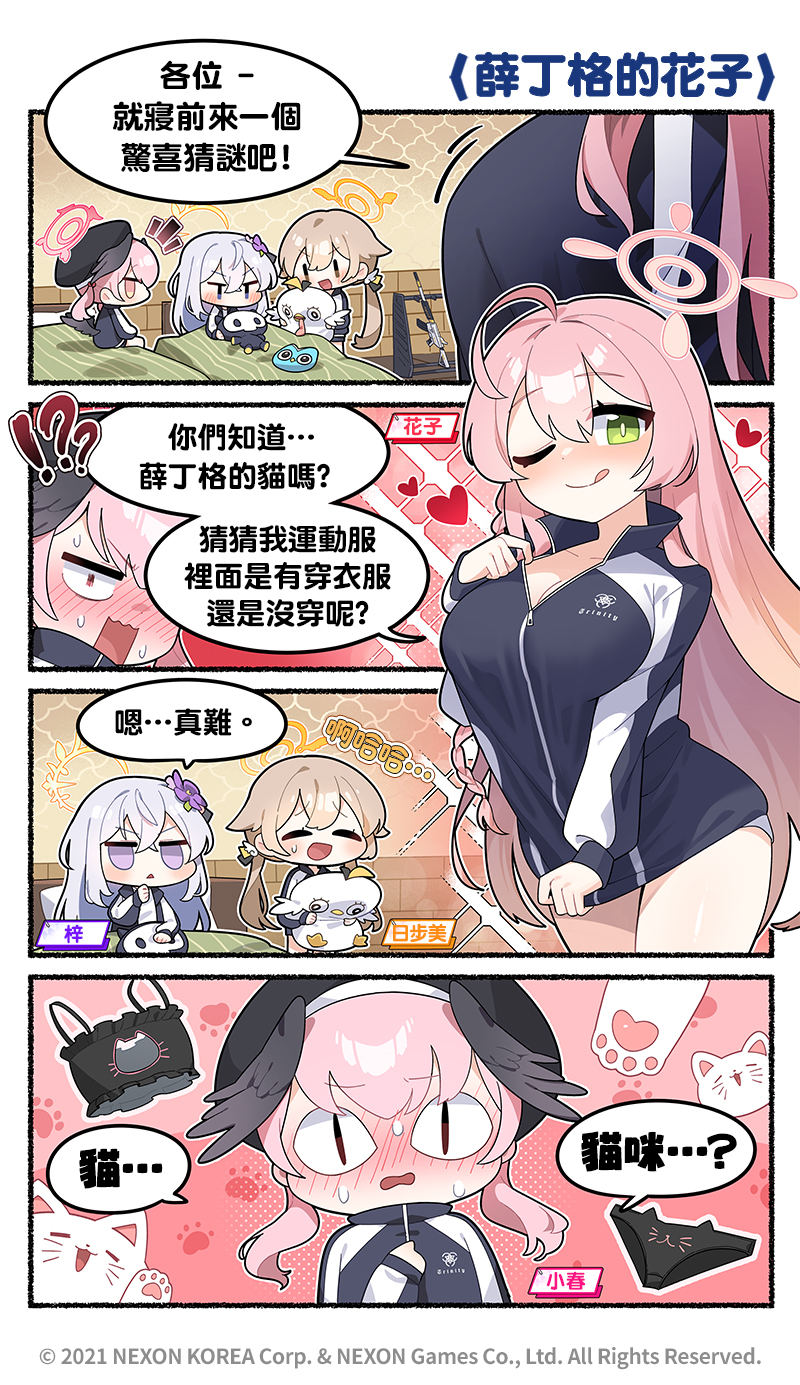 《薛丁格的花子》
各位 –
就寢前來一個
驚喜猜謎吧!
!???
你們知道⋯
薛丁格的貓嗎?
花子
猜猜我運動服
裡面是有穿衣服
還是沒穿呢?
Trinity
嗯⋯真難。
啊哈哈⋯
梓
日步美
貓⋯
貓咪⋯?
Trinity
小春
© 2021 NEXON KOREA Corp. & NEXON Games Co., Ltd. All Rights Reserved.